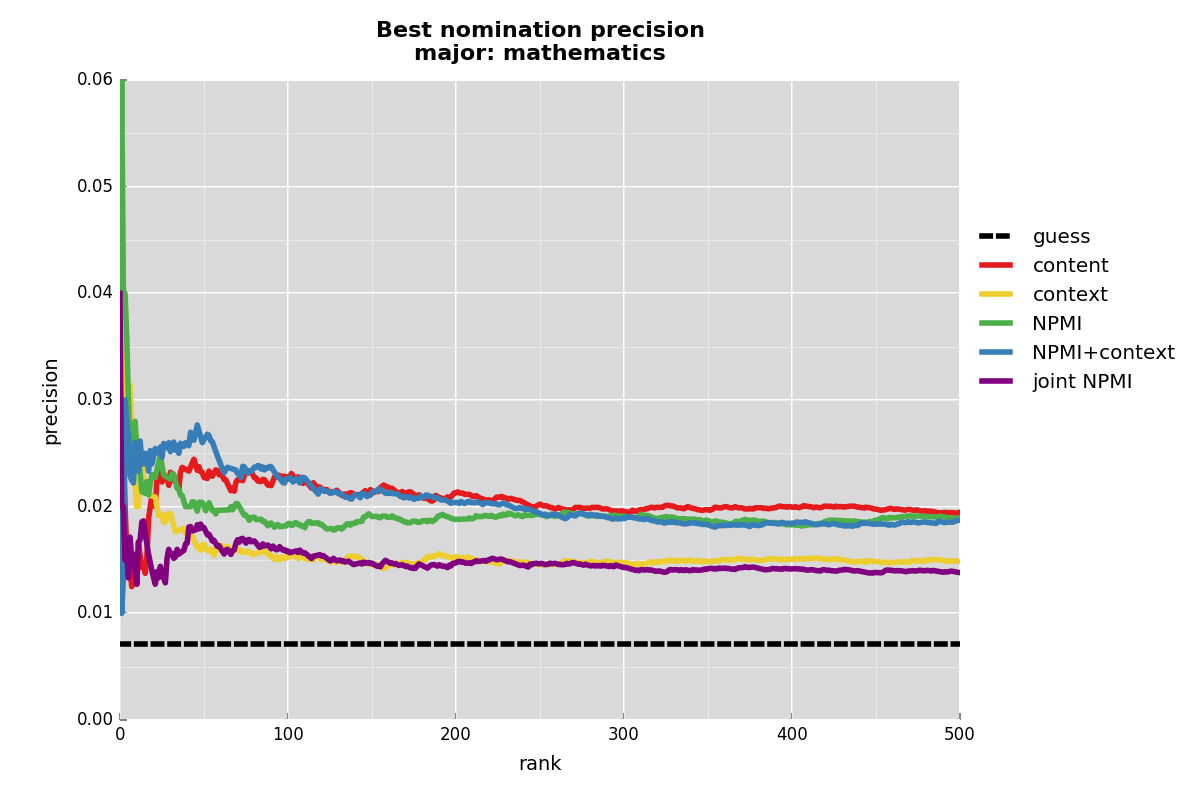 Best nomination precision
major: mathematics
0.06
0.05
0.04
0.03
0.02
0.01
0.00
precision
0 100 200 300 400 500
rank
guess
content
context
NPMI
NPMI+context
joint NPMI